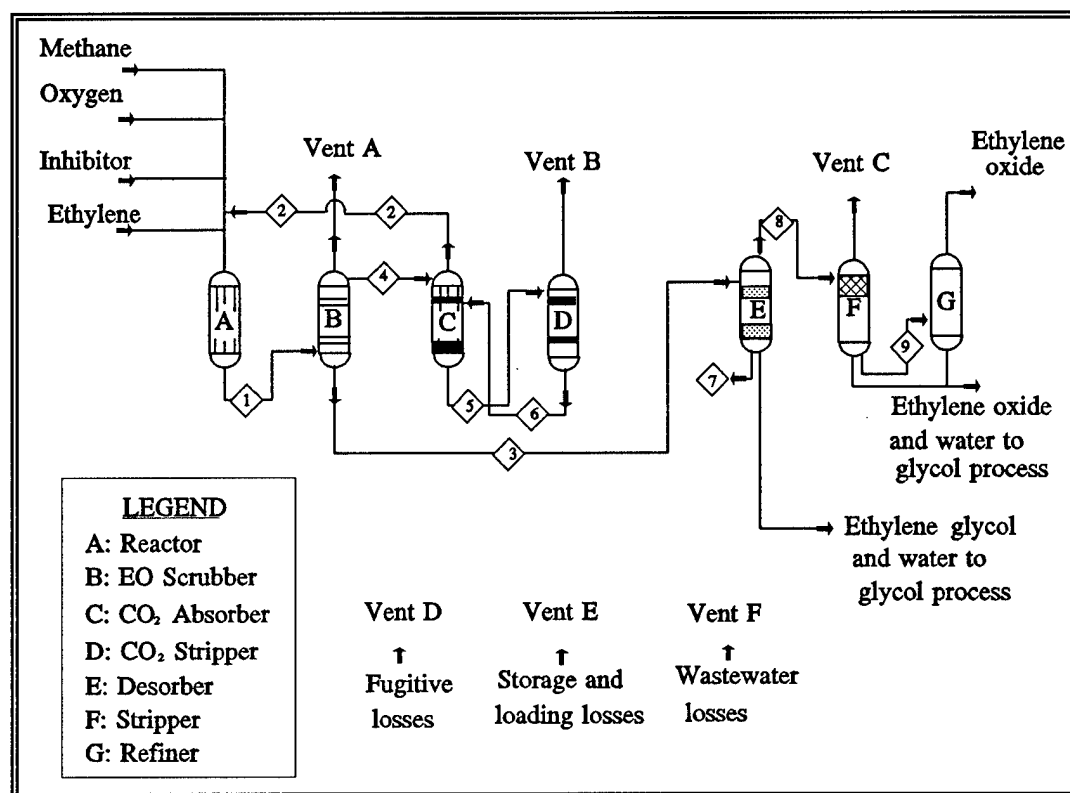 Methane
Oxygen
Inhibitor
Ethylene
Vent A
Vent B
Vent C
Ethylene
oxide
2
2
4
8
A
B
C
D
E
F
G
1
5
6
7
9
3
Ethylene oxide
and water to
glycol process
Ethylene glycol
and water to
glycol process
LEGEND
A: Reactor
B: EO Scrubber
C: CO₂ Absorber
D: CO₂ Stripper
E: Desorber
F: Stripper
G: Refiner
Vent D
Fugitive
losses
Vent E
Storage and
loading losses
Vent F
Wastewater
losses